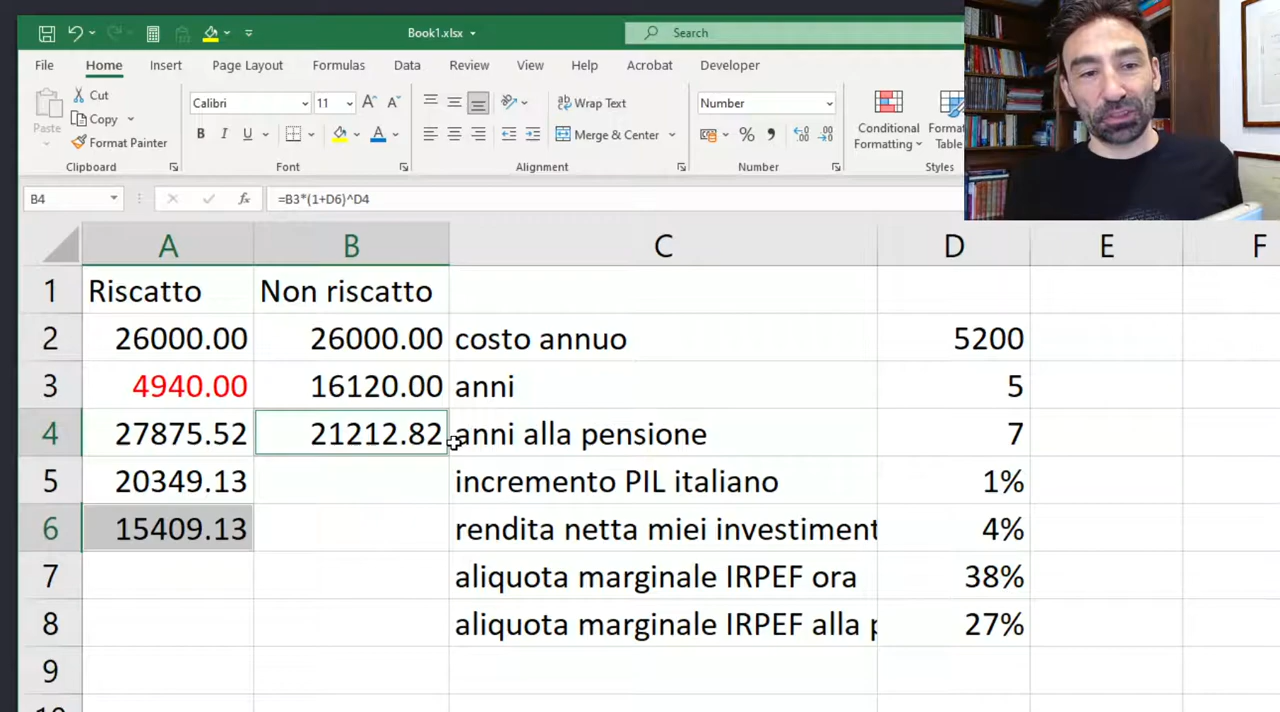 Book1.xlsx
Search
File Home Insert Page Layout Formulas Data Review View Help Acrobat Developer
Paste
Cut
Copy
Format Painter
Clipboard
Calibri 11
B I U
Font
Wrap Text
Merge & Center
Alignment
Number
Number
Conditional
Formatting
Format
Table
Styles
B4 fx =B3*(1+D6)^D4
A B C D E F
1 Riscatto Non riscatto
2 26000.00 26000.00 costo annuo 5200
3 4940.00 16120.00 anni 5
4 27875.52 21212.82 anni alla pensione 7
5 20349.13 incremento PIL italiano 1%
6 15409.13 rendita netta miei investiment 4%
7 aliquota marginale IRPEF ora 38%
8 aliquota marginale IRPEF alla p 27%
9
10